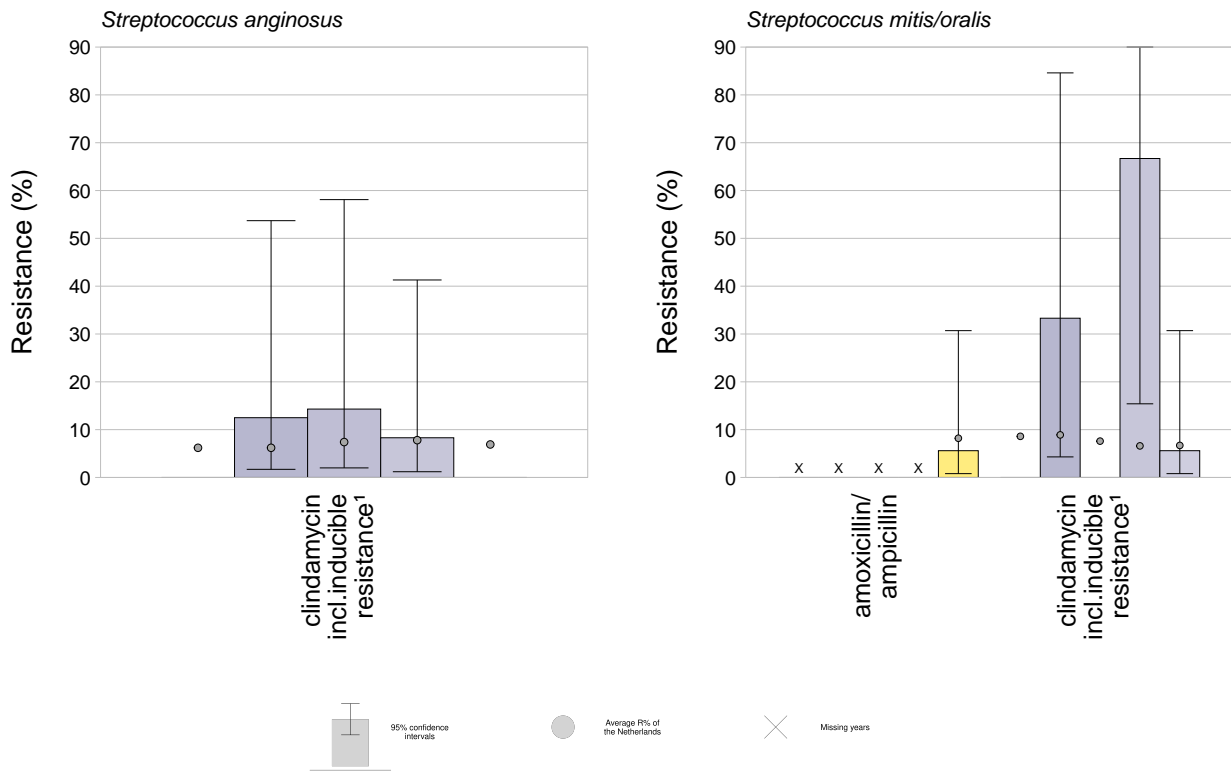 Streptococcus anginosus
90
80
70
60
50
40
30
20
10
0
Resistance (%)
clindamycin
incl.inducible
resistance¹
Streptococcus mitis/oralis
90
80
70
60
50
40
30
20
10
0
Resistance (%)
x x x x
amoxicillin/
ampicillin
clindamycin
incl.inducible
resistance¹
95% confidence
intervals
Average R% of
the Netherlands
Missing years